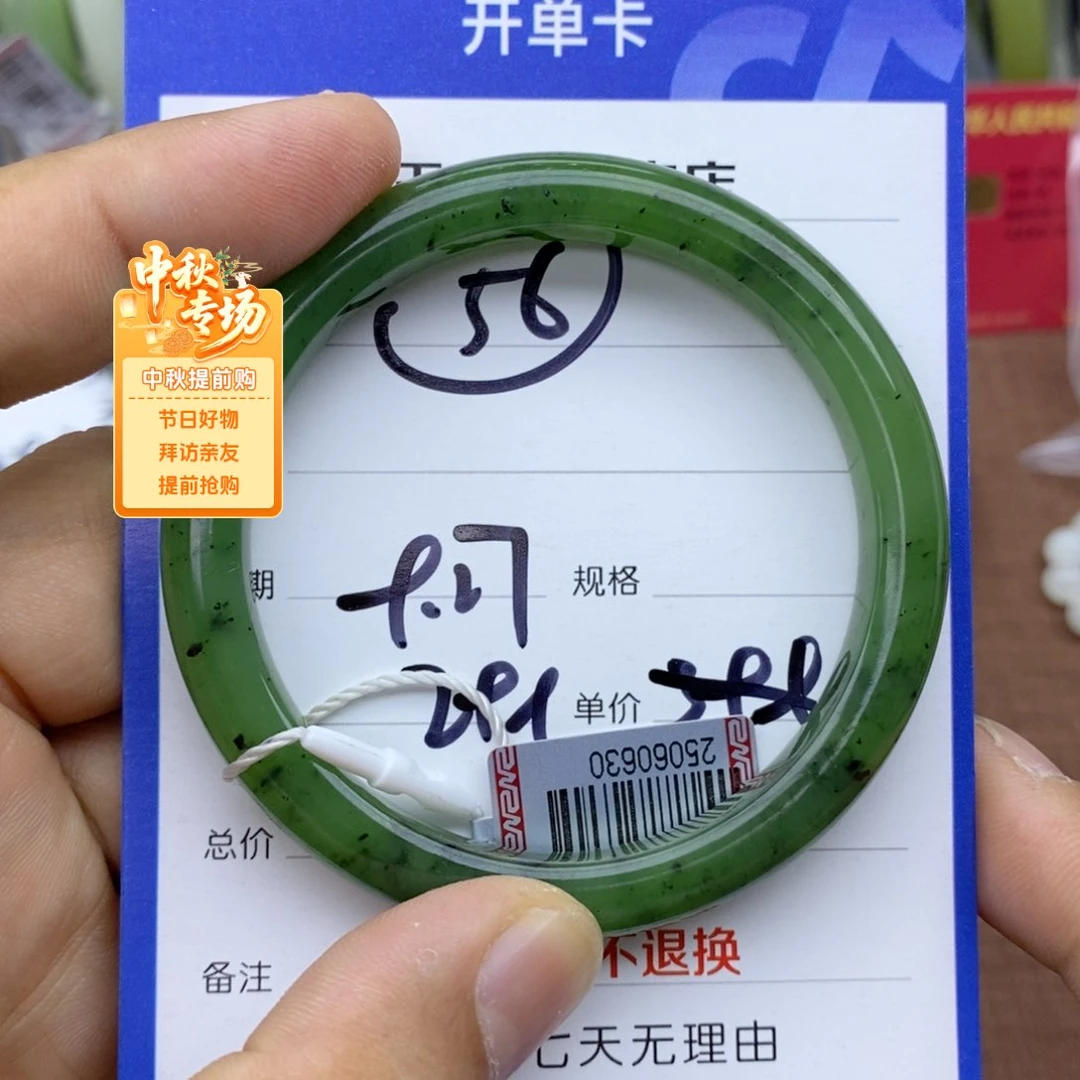 开单卡
店
56
中秋
专场
中秋提前购
节日好物
拜访亲友
提前抢购
期
规格
单价
25060630
总价
不退换
备注
七天无理由